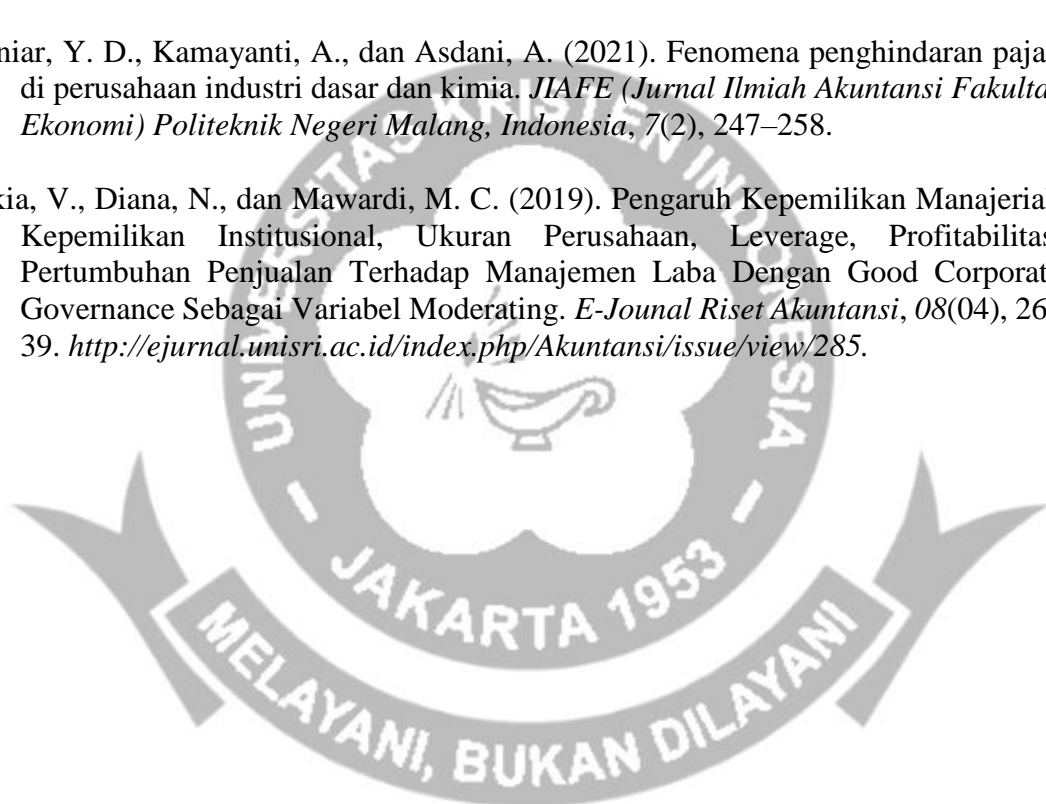 niar, Y. D., Kamayanti, A., dan Asdani, A. (2021). Fenomena penghindaran paja
di perusahaan industri dasar dan kimia. JIAFE (Jurnal Ilmiah Akuntansi Fakulta
Ekonomi) Politeknik Negeri Malang, Indonesia, 7(2), 247–258.
kia, V., Diana, N., dan Mawardi, M. C. (2019). Pengaruh Kepemilikan Manajerial
Kepemilikan Institusional, Ukuran Perusahaan, Leverage, Profitabilitas
Pertumbuhan Penjualan Terhadap Manajemen Laba Dengan Good Corporat
Governance Sebagai Variabel Moderating. E-Jounal Riset Akuntansi, 08(04), 26
39. http://ejurnal.unisri.ac.id/index.php/Akuntansi/issue/view/285.
UNIVERSITAS KRISTEN INDONESIA
JAKARTA 1953
MELAYANI, BUKAN DILAYANI